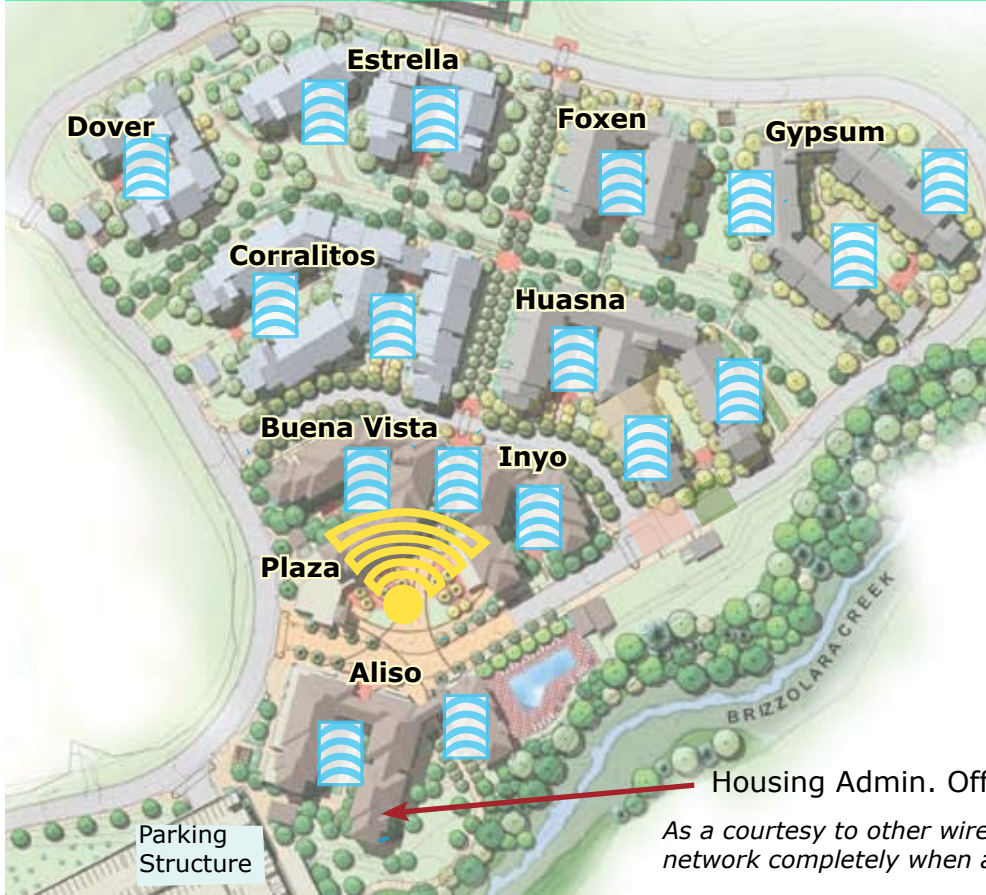 Estrella
Dover
Foxen
Gypsum
Corralitos
Huasna
Buena Vista
Inyo
Plaza
Aliso
BRIZZOLARA CREEK
Housing Admin. Off
As a courtesy to other wire
network completely when a
Parking
Structure